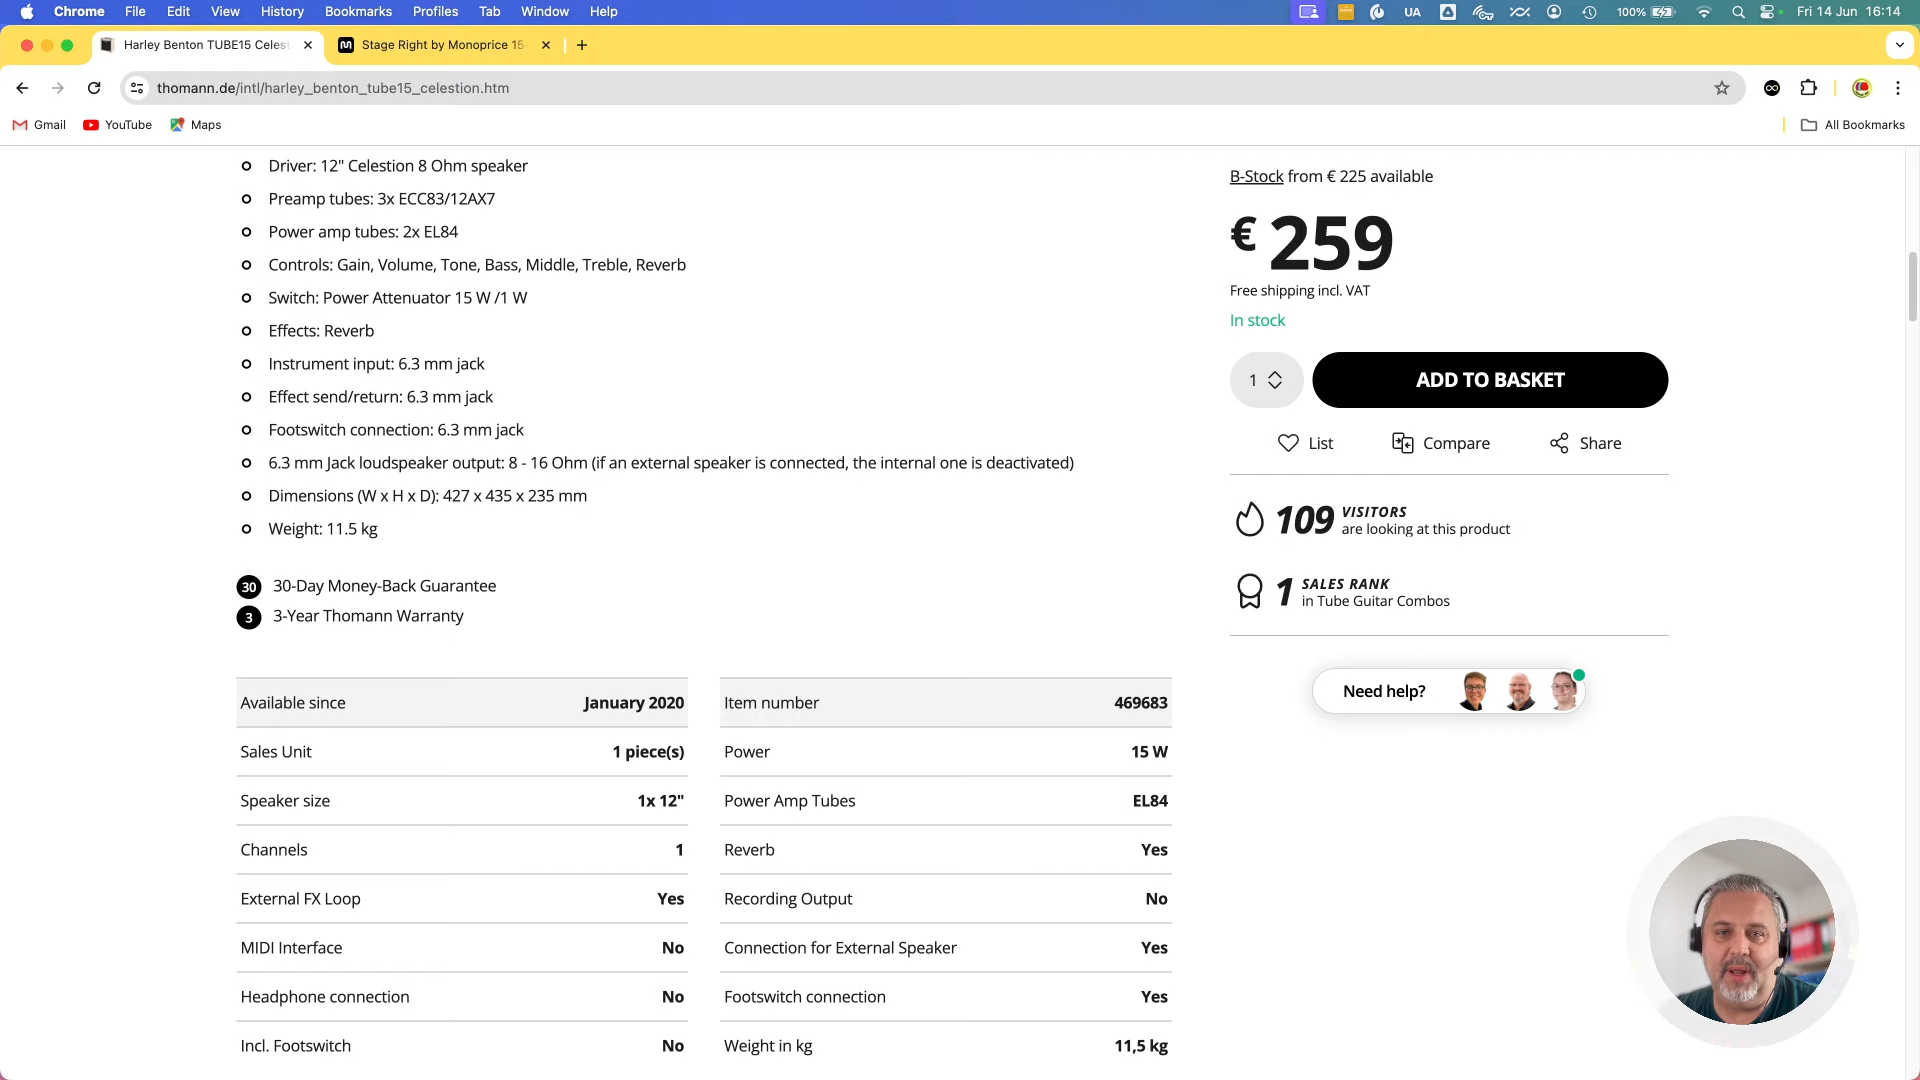 Chrome File Edit View History Bookmarks Profiles Tab Window Help UA 100% Fri 14 Jun 16:14
Harley Benton TUBE15 Celest
Stage Right by Monoprice 15
thomann.de/intl/harley_benton_tube15_celestion.htm
Gmail YouTube Maps All Bookmarks
Driver: 12" Celestion 8 Ohm speaker
Preamp tubes: 3x ECC83/12AX7
Power amp tubes: 2x EL84
Controls: Gain, Volume, Tone, Bass, Middle, Treble, Reverb
Switch: Power Attenuator 15 W /1 W
Effects: Reverb
Instrument input: 6.3 mm jack
Effect send/return: 6.3 mm jack
Footswitch connection: 6.3 mm jack
6.3 mm Jack loudspeaker output: 8 - 16 Ohm (if an external speaker is connected, the internal one is deactivated)
Dimensions (W x H x D): 427 x 435 x 235 mm
Weight: 11.5 kg
30 30-Day Money-Back Guarantee
3 3-Year Thomann Warranty
Available since January 2020
Sales Unit 1 piece(s)
Speaker size 1x 12"
Channels 1
External FX Loop Yes
MIDI Interface No
Headphone connection No
Incl. Footswitch No
Item number 469683
Power 15 W
Power Amp Tubes EL84
Reverb Yes
Recording Output No
Connection for External Speaker Yes
Footswitch connection Yes
Weight in kg 11,5 kg
B-Stock from € 225 available
€ 259
Free shipping incl. VAT
In stock
1 ADD TO BASKET
List Compare Share
109 VISITORS
are looking at this product
1 SALES RANK
in Tube Guitar Combos
Need help?